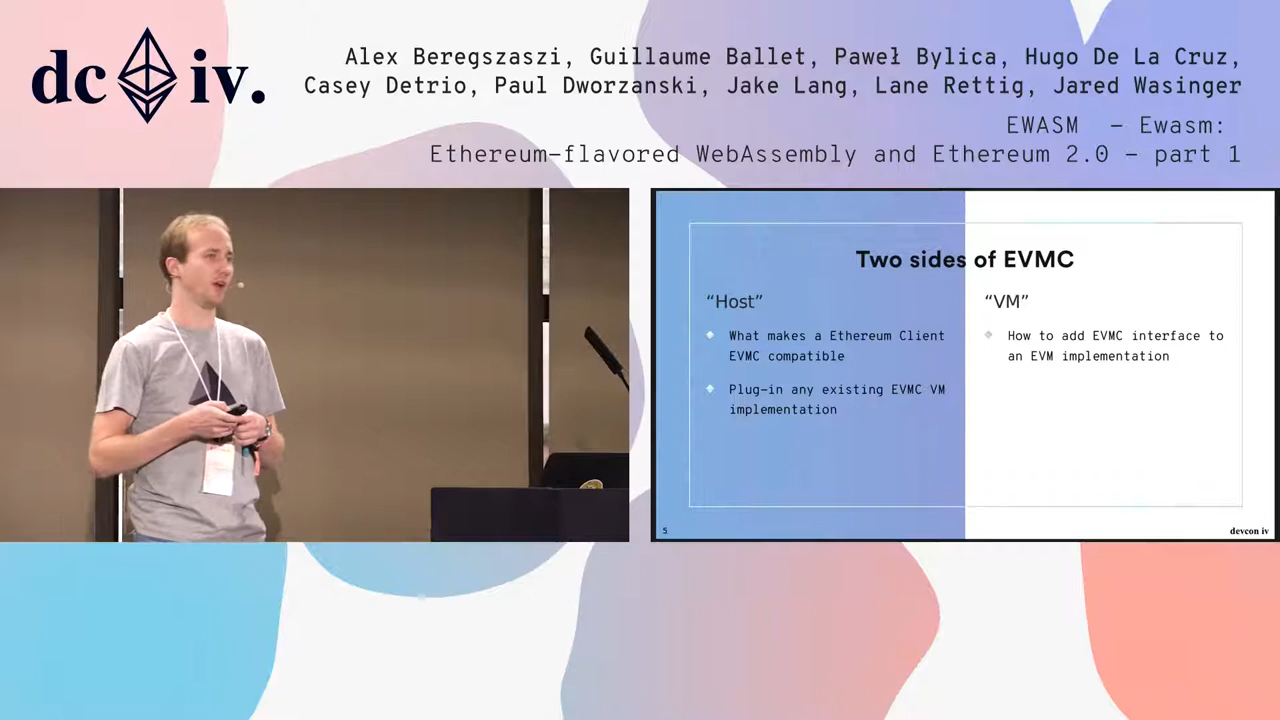 dc iv.
Alex Beregszaszi, Guillaume Ballet, Paweł Bylica, Hugo De La Cruz,
Casey Detrio, Paul Dworzanski, Jake Lang, Lane Rettig, Jared Wasinger
EWASM - Ewasm:
Ethereum-flavored WebAssembly and Ethereum 2.0 - part 1
Two sides of EVMC
“Host”
What makes a Ethereum Client
EVMC compatible
Plug-in any existing EVMC VM
implementation
“VM”
How to add EVMC interface to
an EVM implementation
5
devcon iv